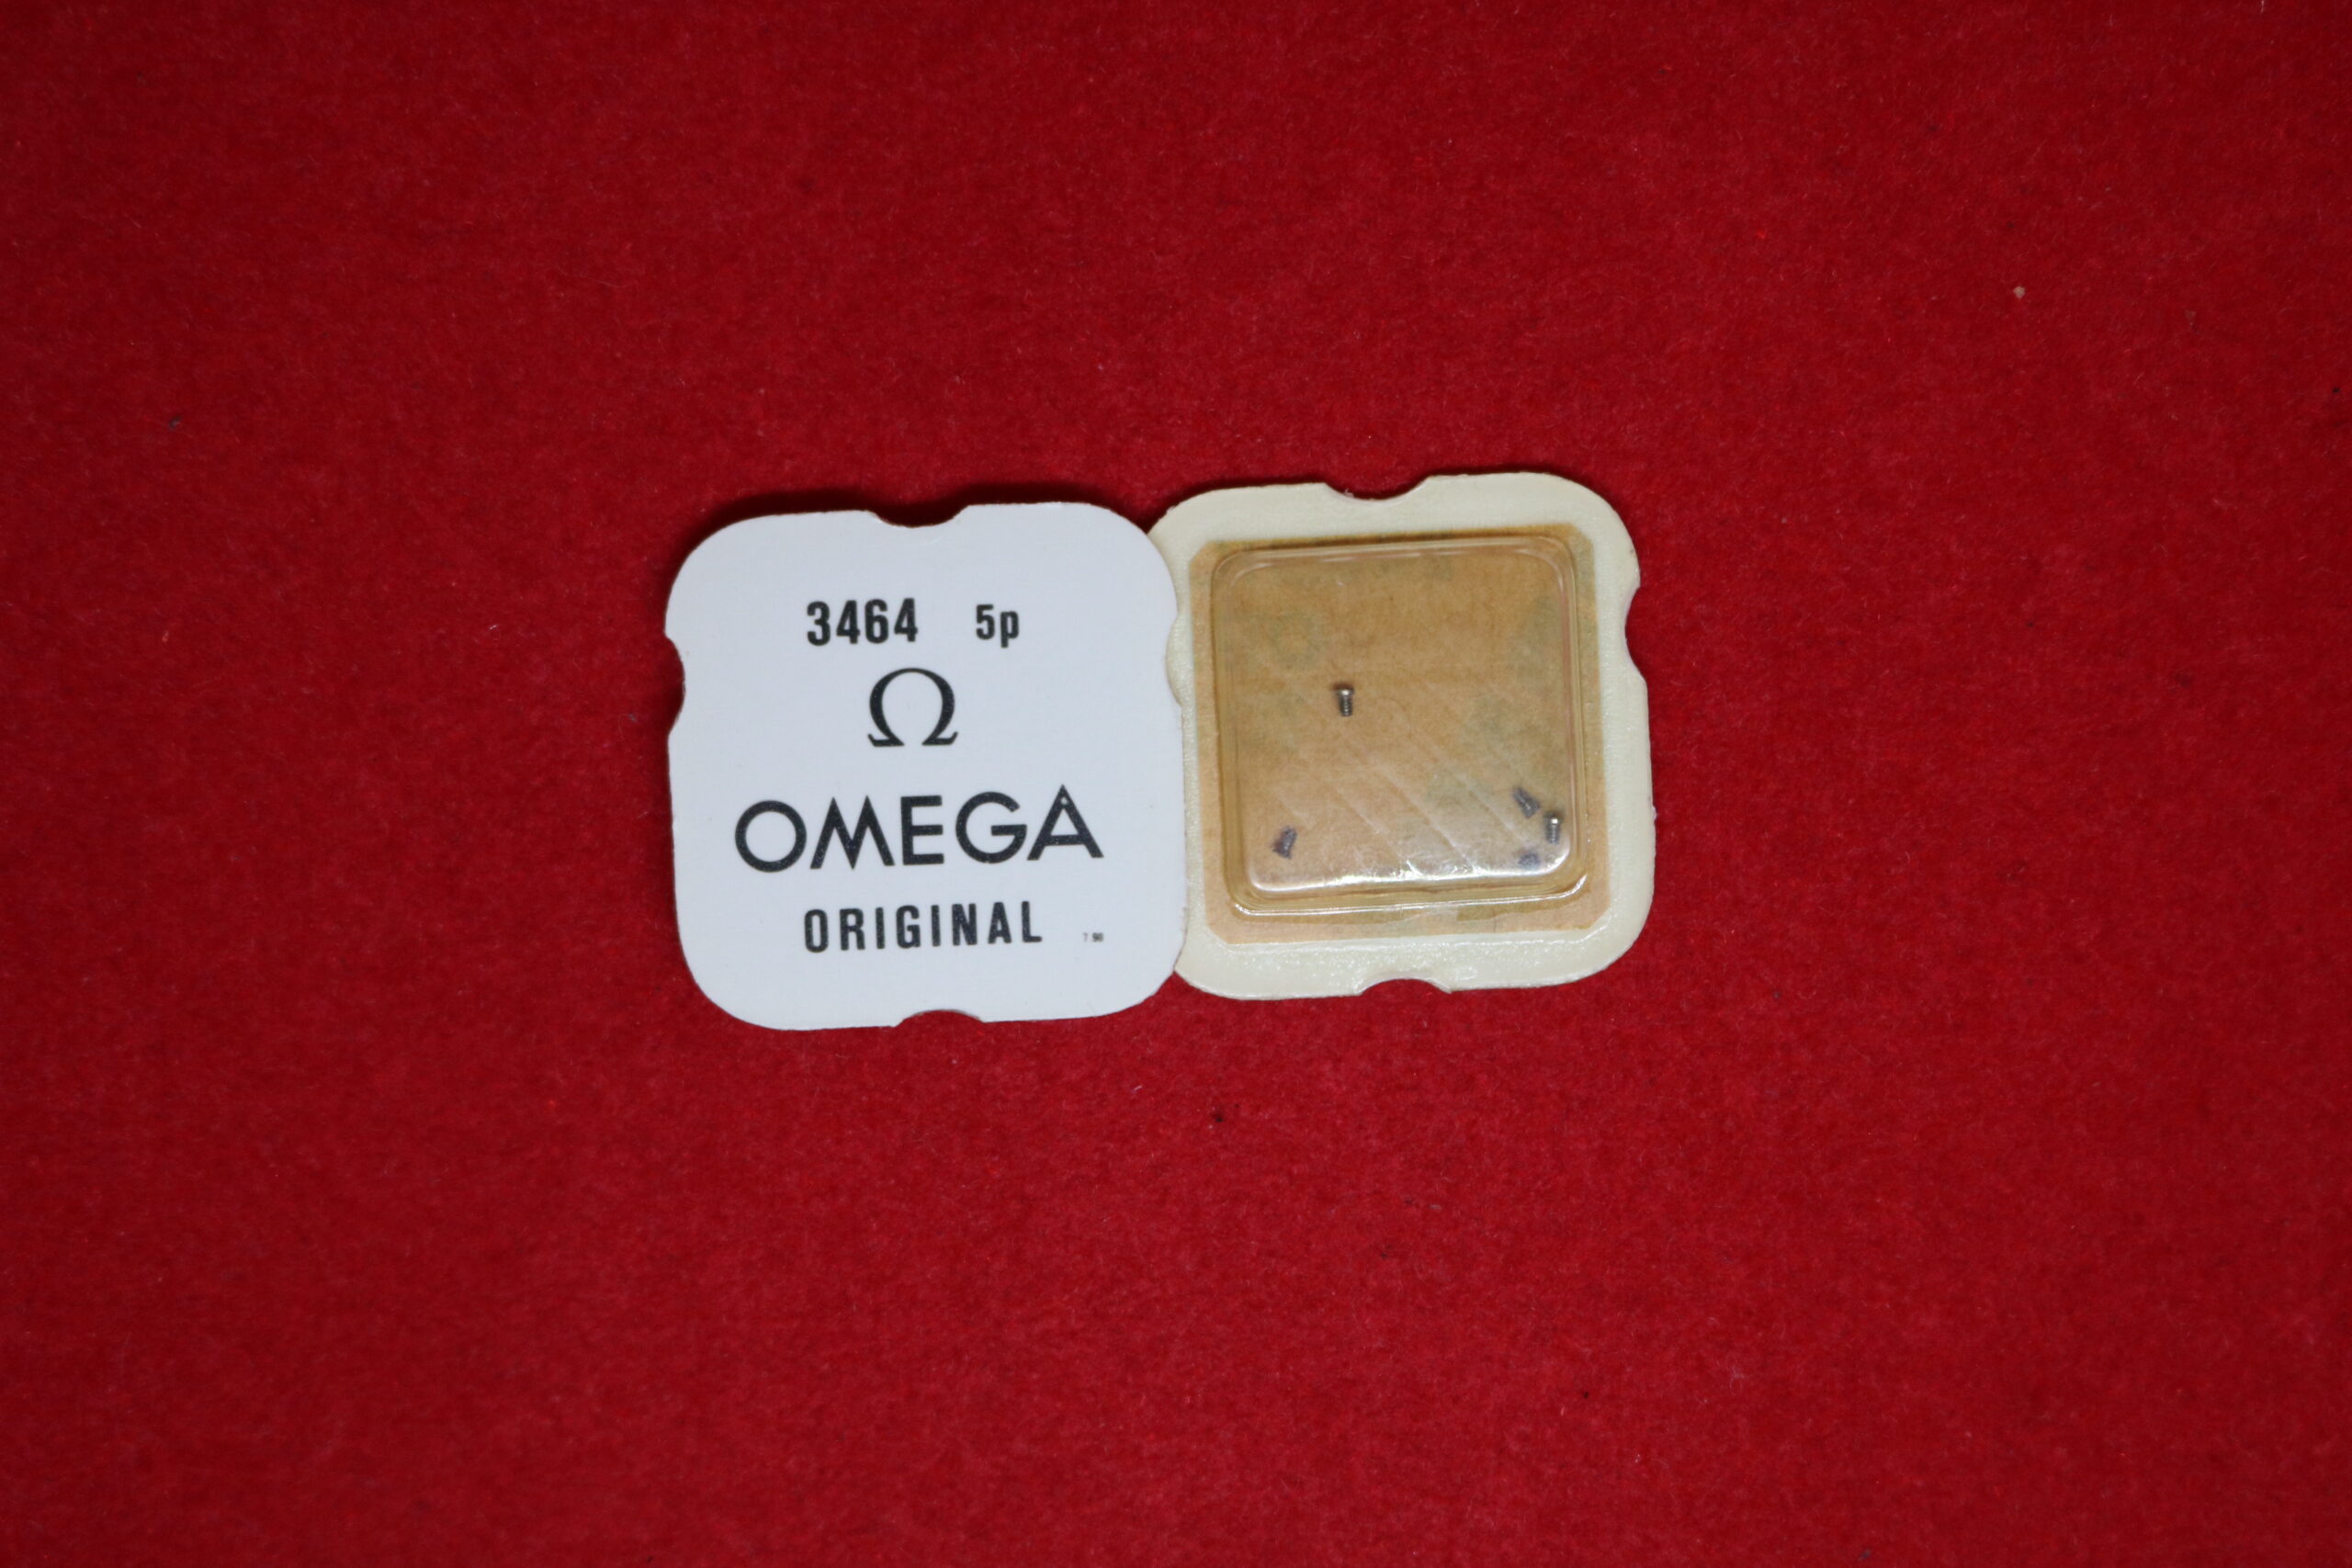 3464 5p
Ω
OMEGA
ORIGINAL